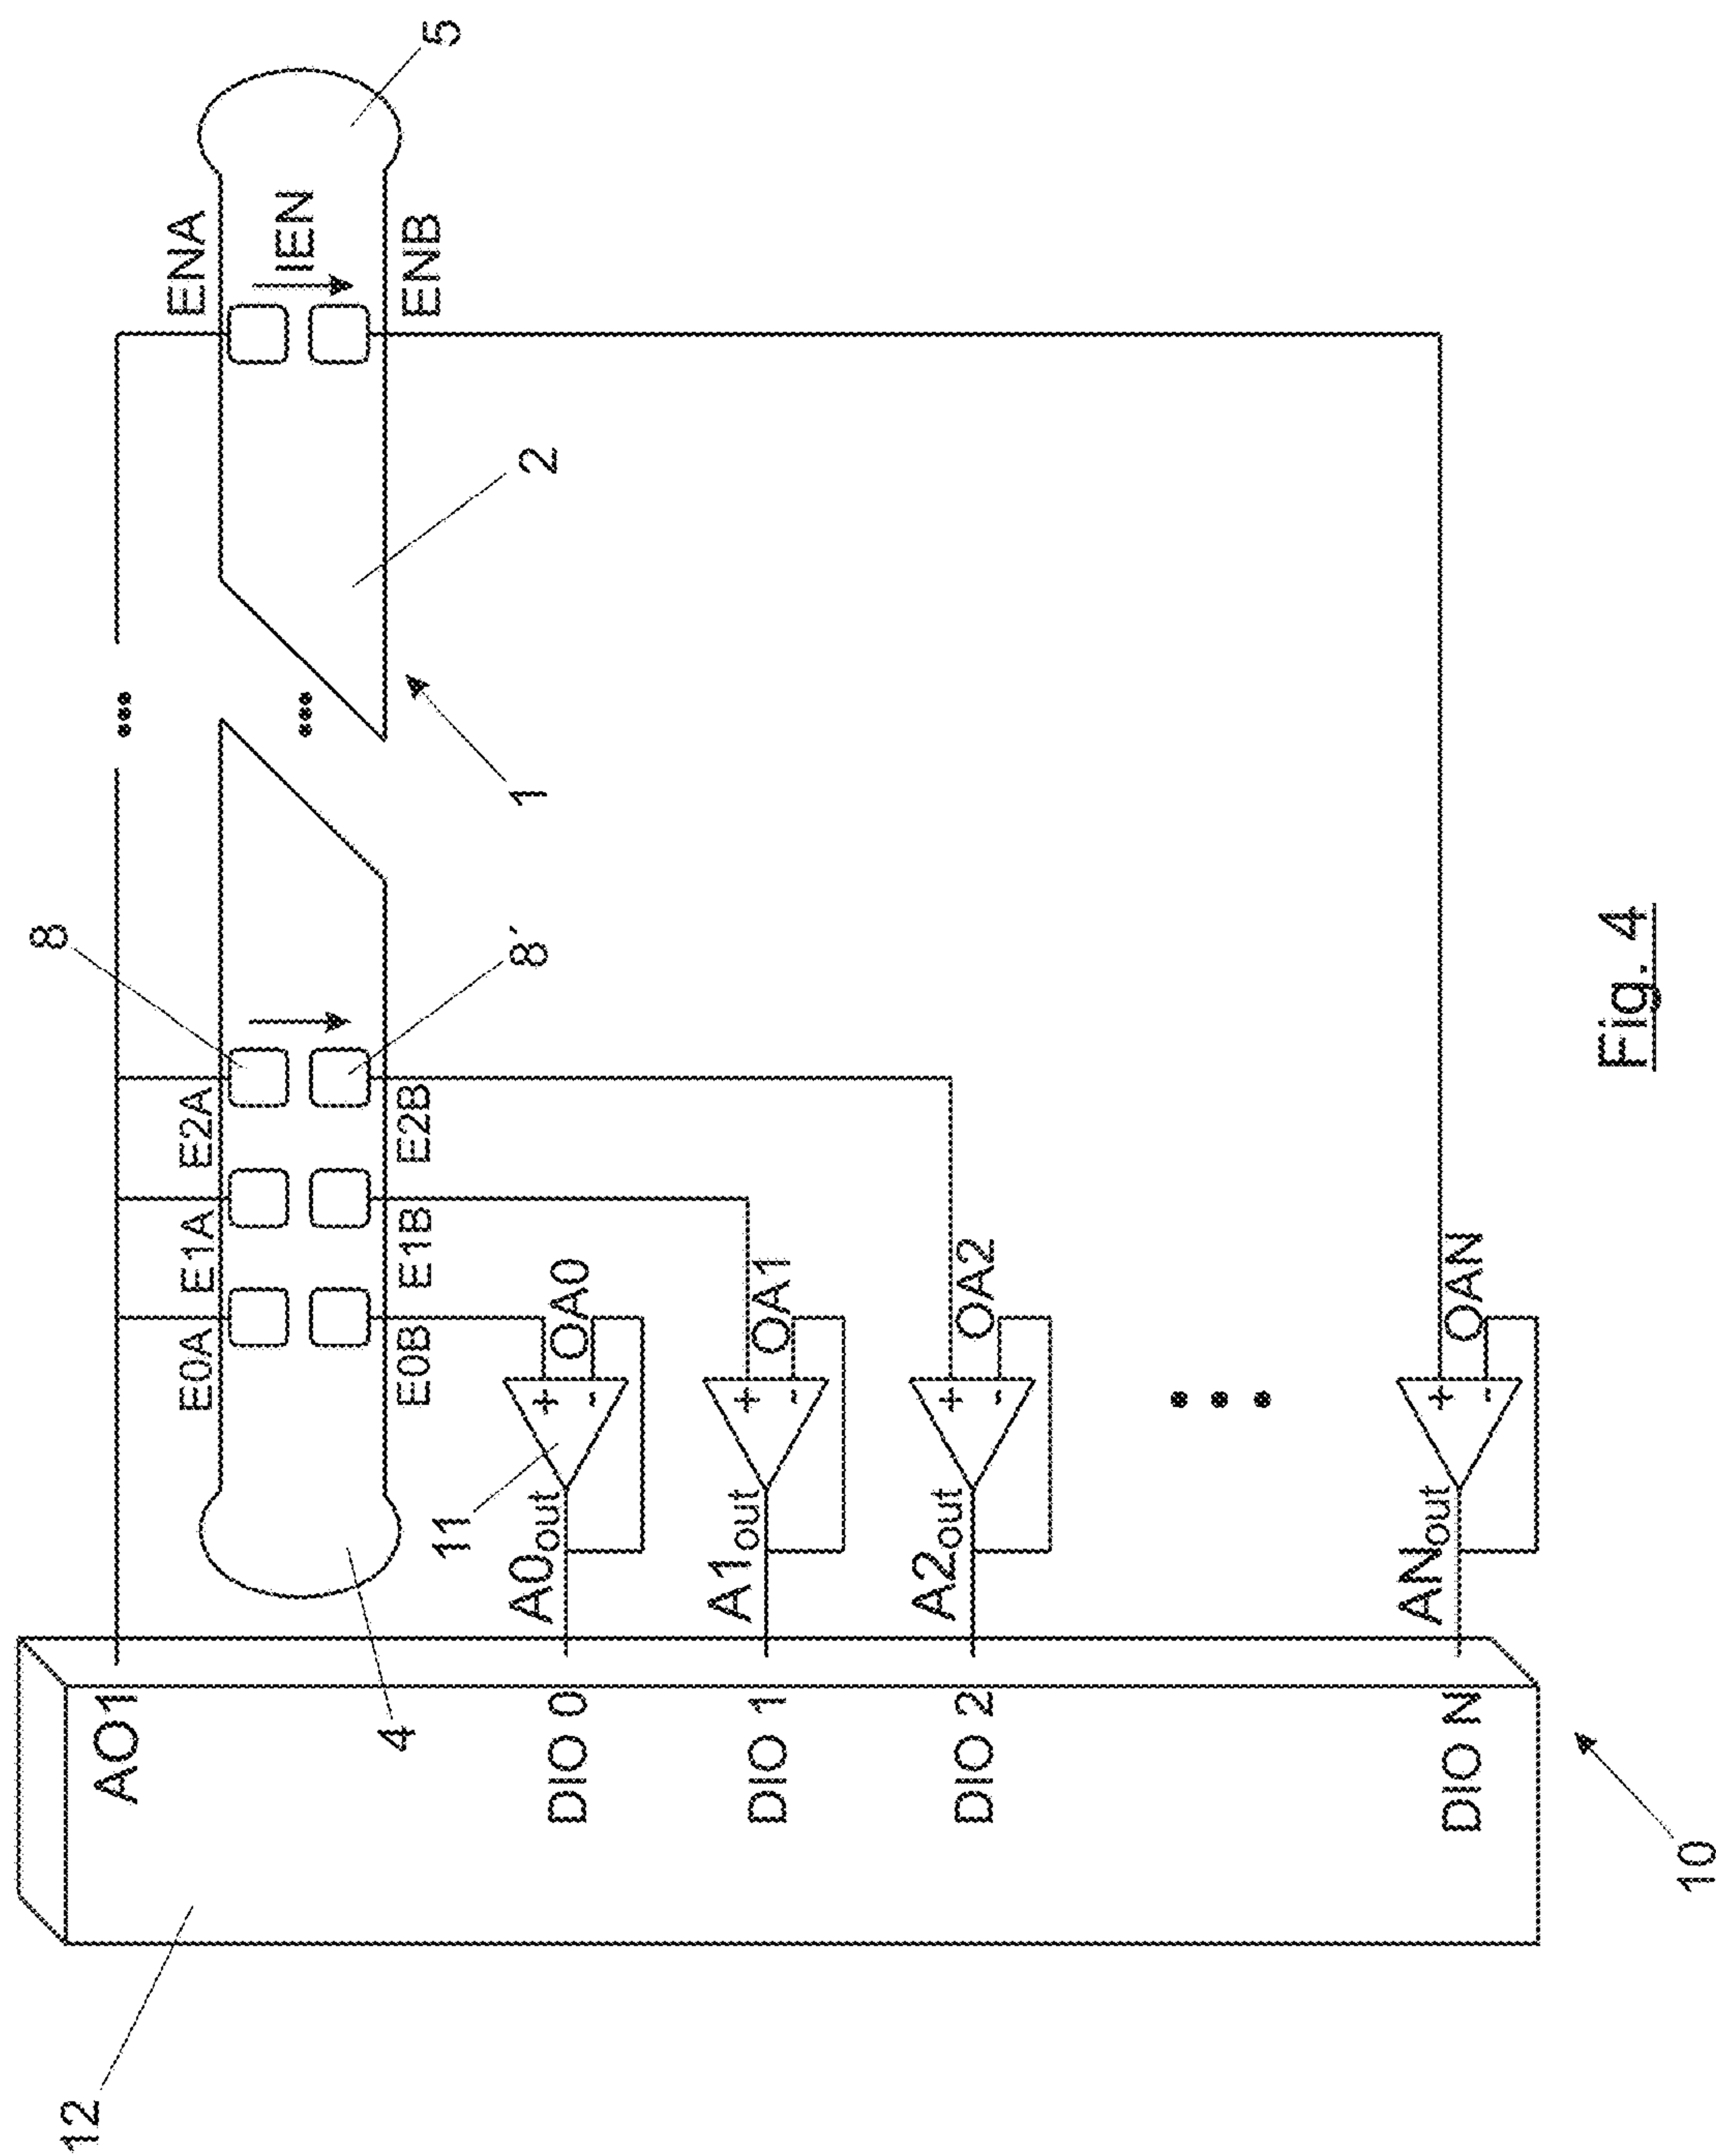 12
8
5
AO1
E0A
E1A
E2A
ENA
IEN
4
E0B
E1B
E2B
ENB
11
8´
1
2
DIO 0
A0out
+
-
OA0
DIO 1
A1out
+
-
OA1
DIO 2
A2out
+
-
OA2
DIO N
ANout
+
-
OAN
10
Fig. 4